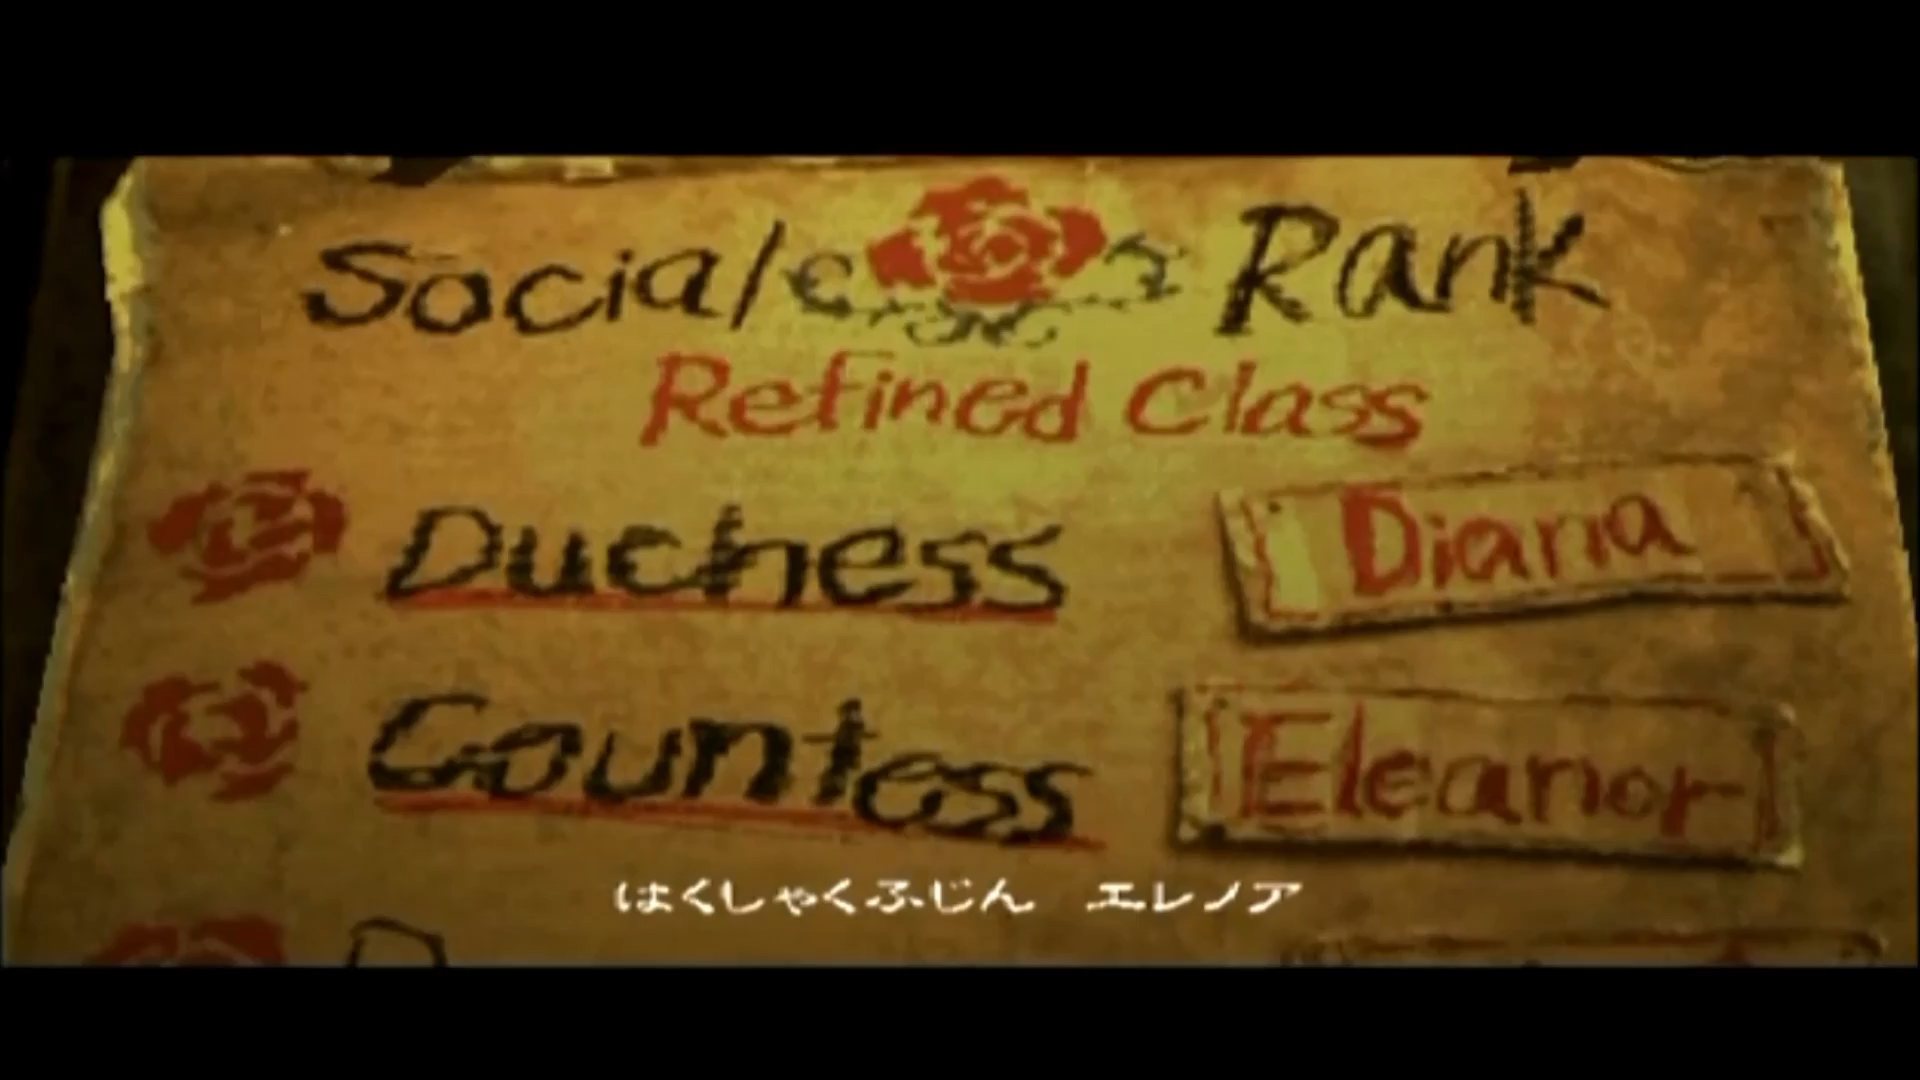 Social Rank
Refined Class
Duchess Diana
Countess Eleanor
はくしゃくふじん エレノア